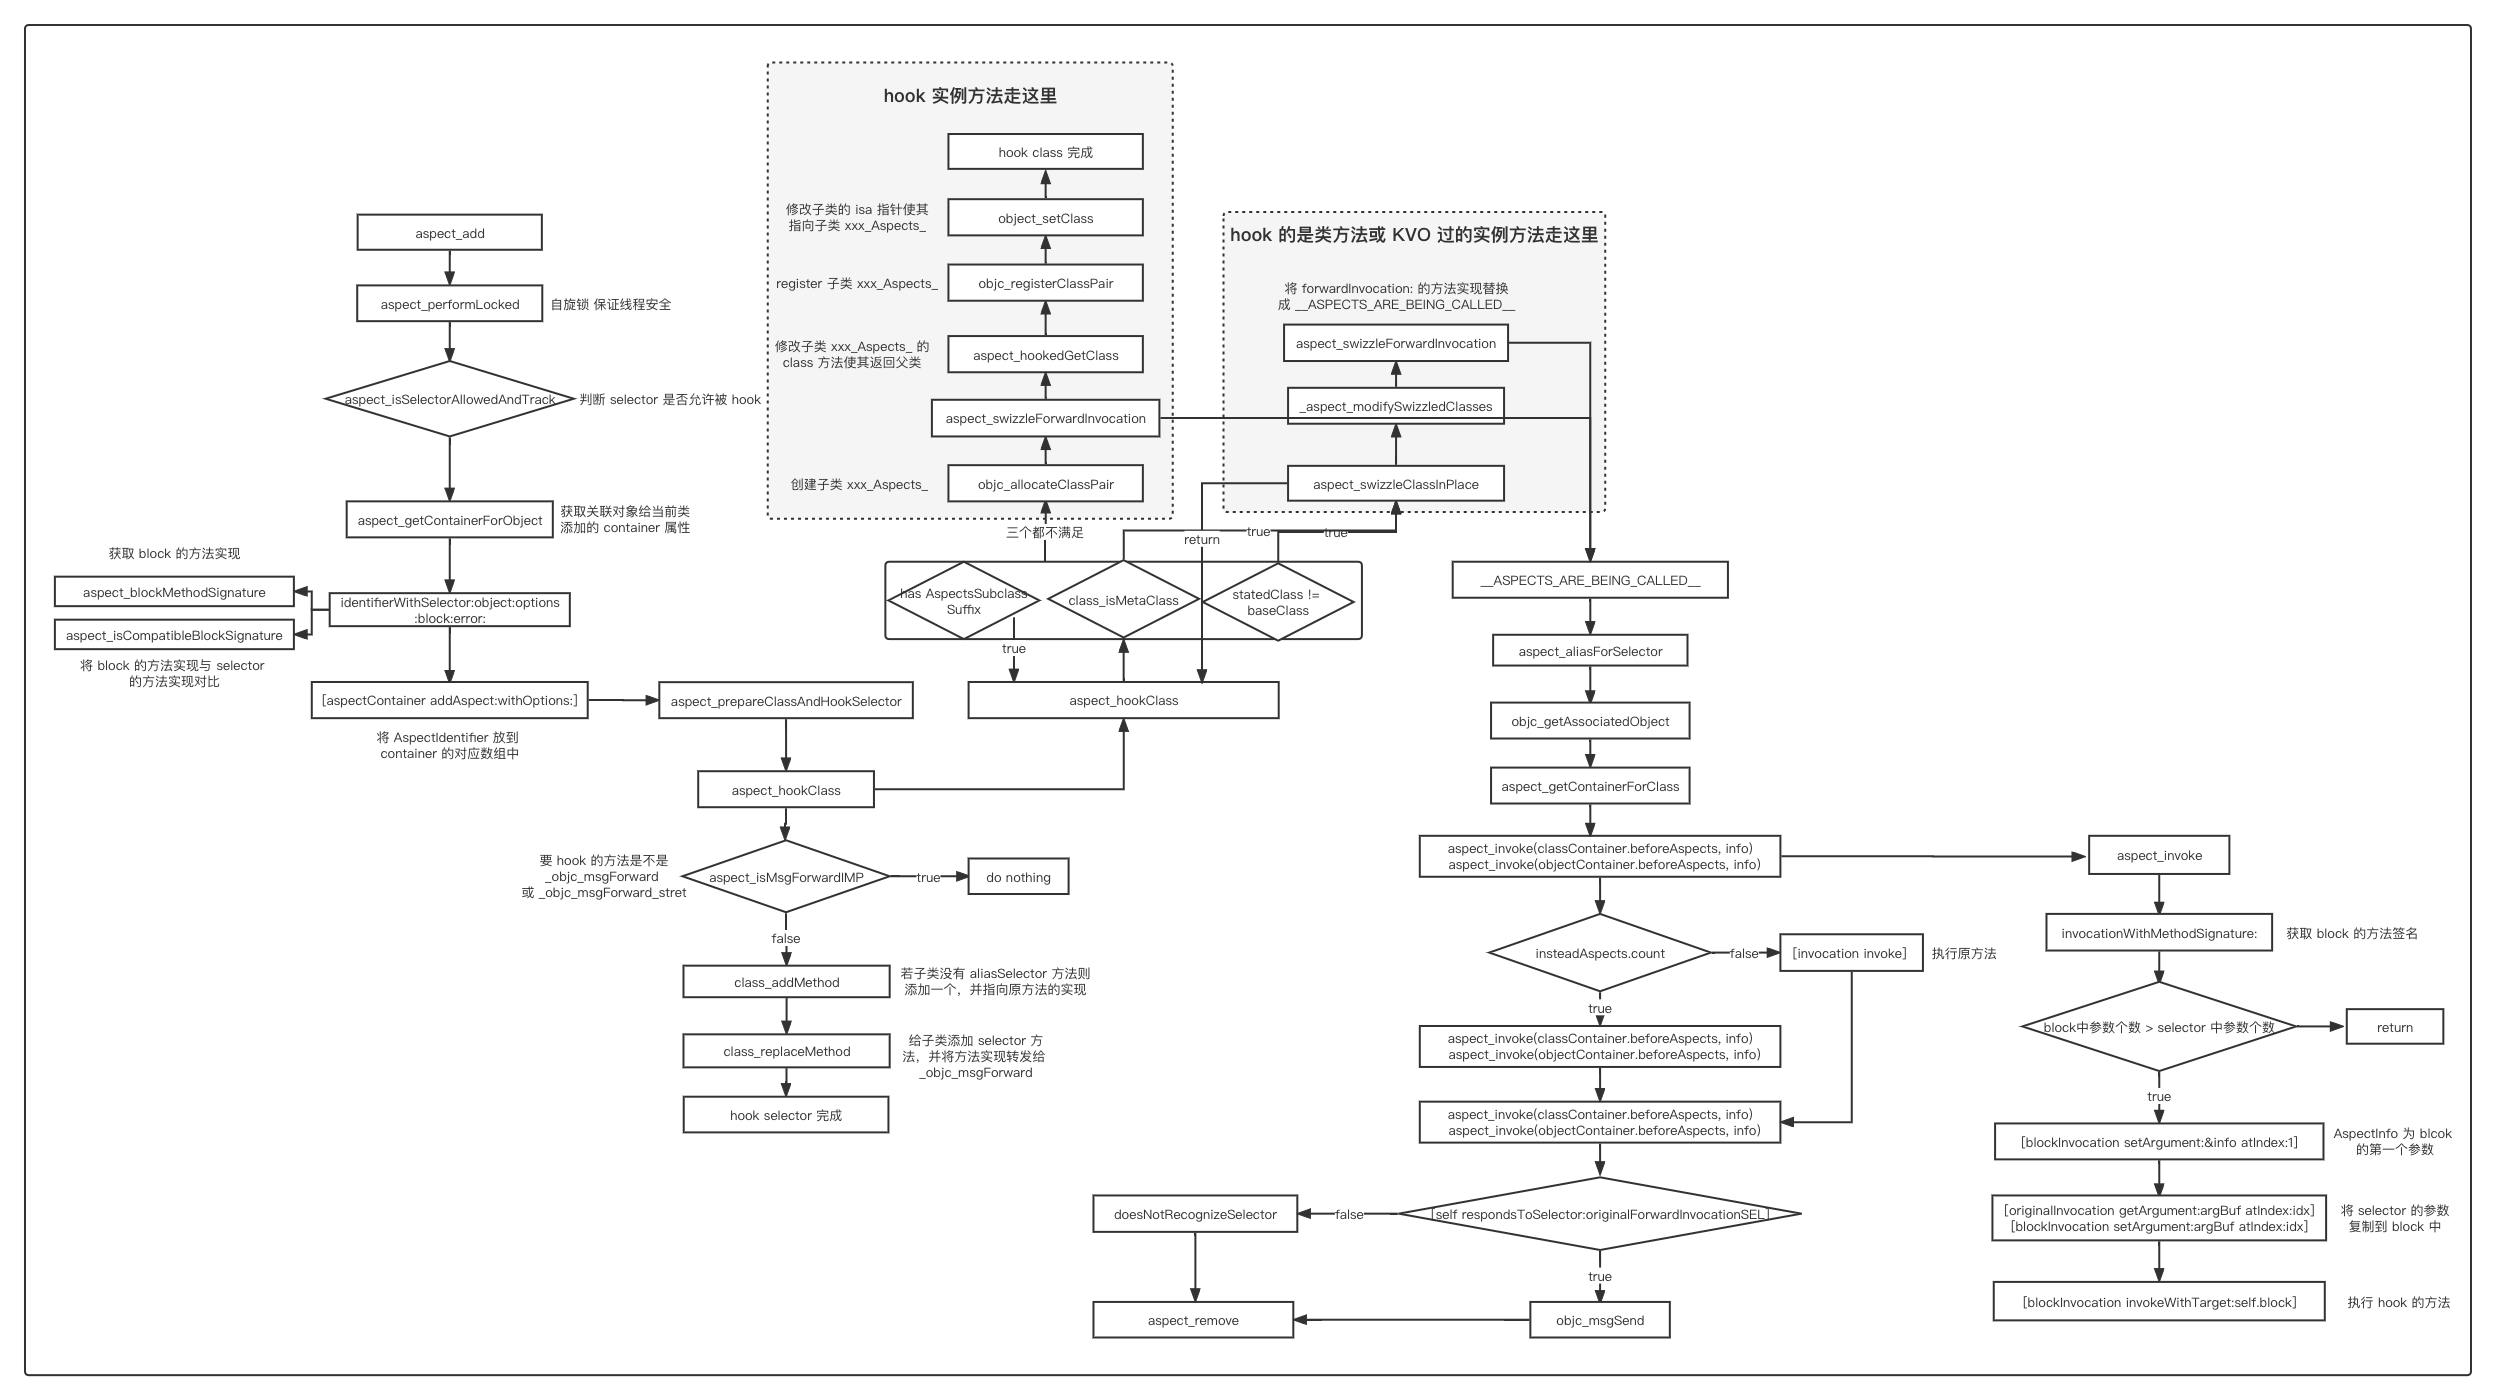 aspect_add
aspect_performLocked
自旋锁 保证线程安全
aspect_isSelectorAllowedAndTrack
判断 selector 是否允许被 hook
aspect_getContainerForObject
获取关联对象给当前类
添加的 container 属性
获取 block 的方法实现
aspect_blockMethodSignature
identifierWithSelector:object:options
:block:error:
aspect_isCompatibleBlockSignature
将 block 的方法实现与 selector
的方法实现对比
[aspectContainer addAspect:withOptions:]
将 AspectIdentifier 放到
container 的对应数组中
aspect_prepareClassAndHookSelector
aspect_hookClass
要 hook 的方法是不是
_objc_msgForward
或 _objc_msgForward_stret
aspect_isMsgForwardIMP
true
do nothing
false
class_addMethod
若子类没有 aliasSelector 方法则
添加一个，并指向原方法的实现
class_replaceMethod
给子类添加 selector 方
法，并将方法实现转发给
_objc_msgForward
hook selector 完成
hook 实例方法走这里
hook class 完成
修改子类的 isa 指针使其
指向子类 xxx_Aspects_
object_setClass
register 子类 xxx_Aspects_
objc_registerClassPair
修改子类 xxx_Aspects_ 的
class 方法使其返回父类
aspect_hookedGetClass
aspect_swizzleForwardInvocation
创建子类 xxx_Aspects_
objc_allocateClassPair
三个都不满足
has AspectsSubclass
Suffix
class_isMetaClass
statedClass !=
baseClass
true
return
true
true
aspect_hookClass
hook 的是类方法或 KVO 过的实例方法走这里
将 forwardInvocation: 的方法实现替换
成 __ASPECTS_ARE_BEING_CALLED__
aspect_swizzleForwardInvocation
_aspect_modifySwizzledClasses
aspect_swizzleClassInPlace
__ASPECTS_ARE_BEING_CALLED__
aspect_aliasForSelector
objc_getAssociatedObject
aspect_getContainerForClass
aspect_invoke(classContainer.beforeAspects, info)
aspect_invoke(objectContainer.beforeAspects, info)
insteadAspects.count
false
[invocation invoke]
执行原方法
true
aspect_invoke(classContainer.beforeAspects, info)
aspect_invoke(objectContainer.beforeAspects, info)
aspect_invoke(classContainer.beforeAspects, info)
aspect_invoke(objectContainer.beforeAspects, info)
[self respondsToSelector:originalForwardInvocationSEL]
false
doesNotRecognizeSelector
true
aspect_remove
objc_msgSend
aspect_invoke
invocationWithMethodSignature:
获取 block 的方法签名
block中参数个数 > selector 中参数个数
return
true
[blockInvocation setArgument:&info atIndex:1]
AspectInfo 为 blcok
的第一个参数
[originalInvocation getArgument:argBuf atIndex:idx]
[blockInvocation setArgument:argBuf atIndex:idx]
将 selector 的参数
复制到 block 中
[blockInvocation invokeWithTarget:self.block]
执行 hook 的方法